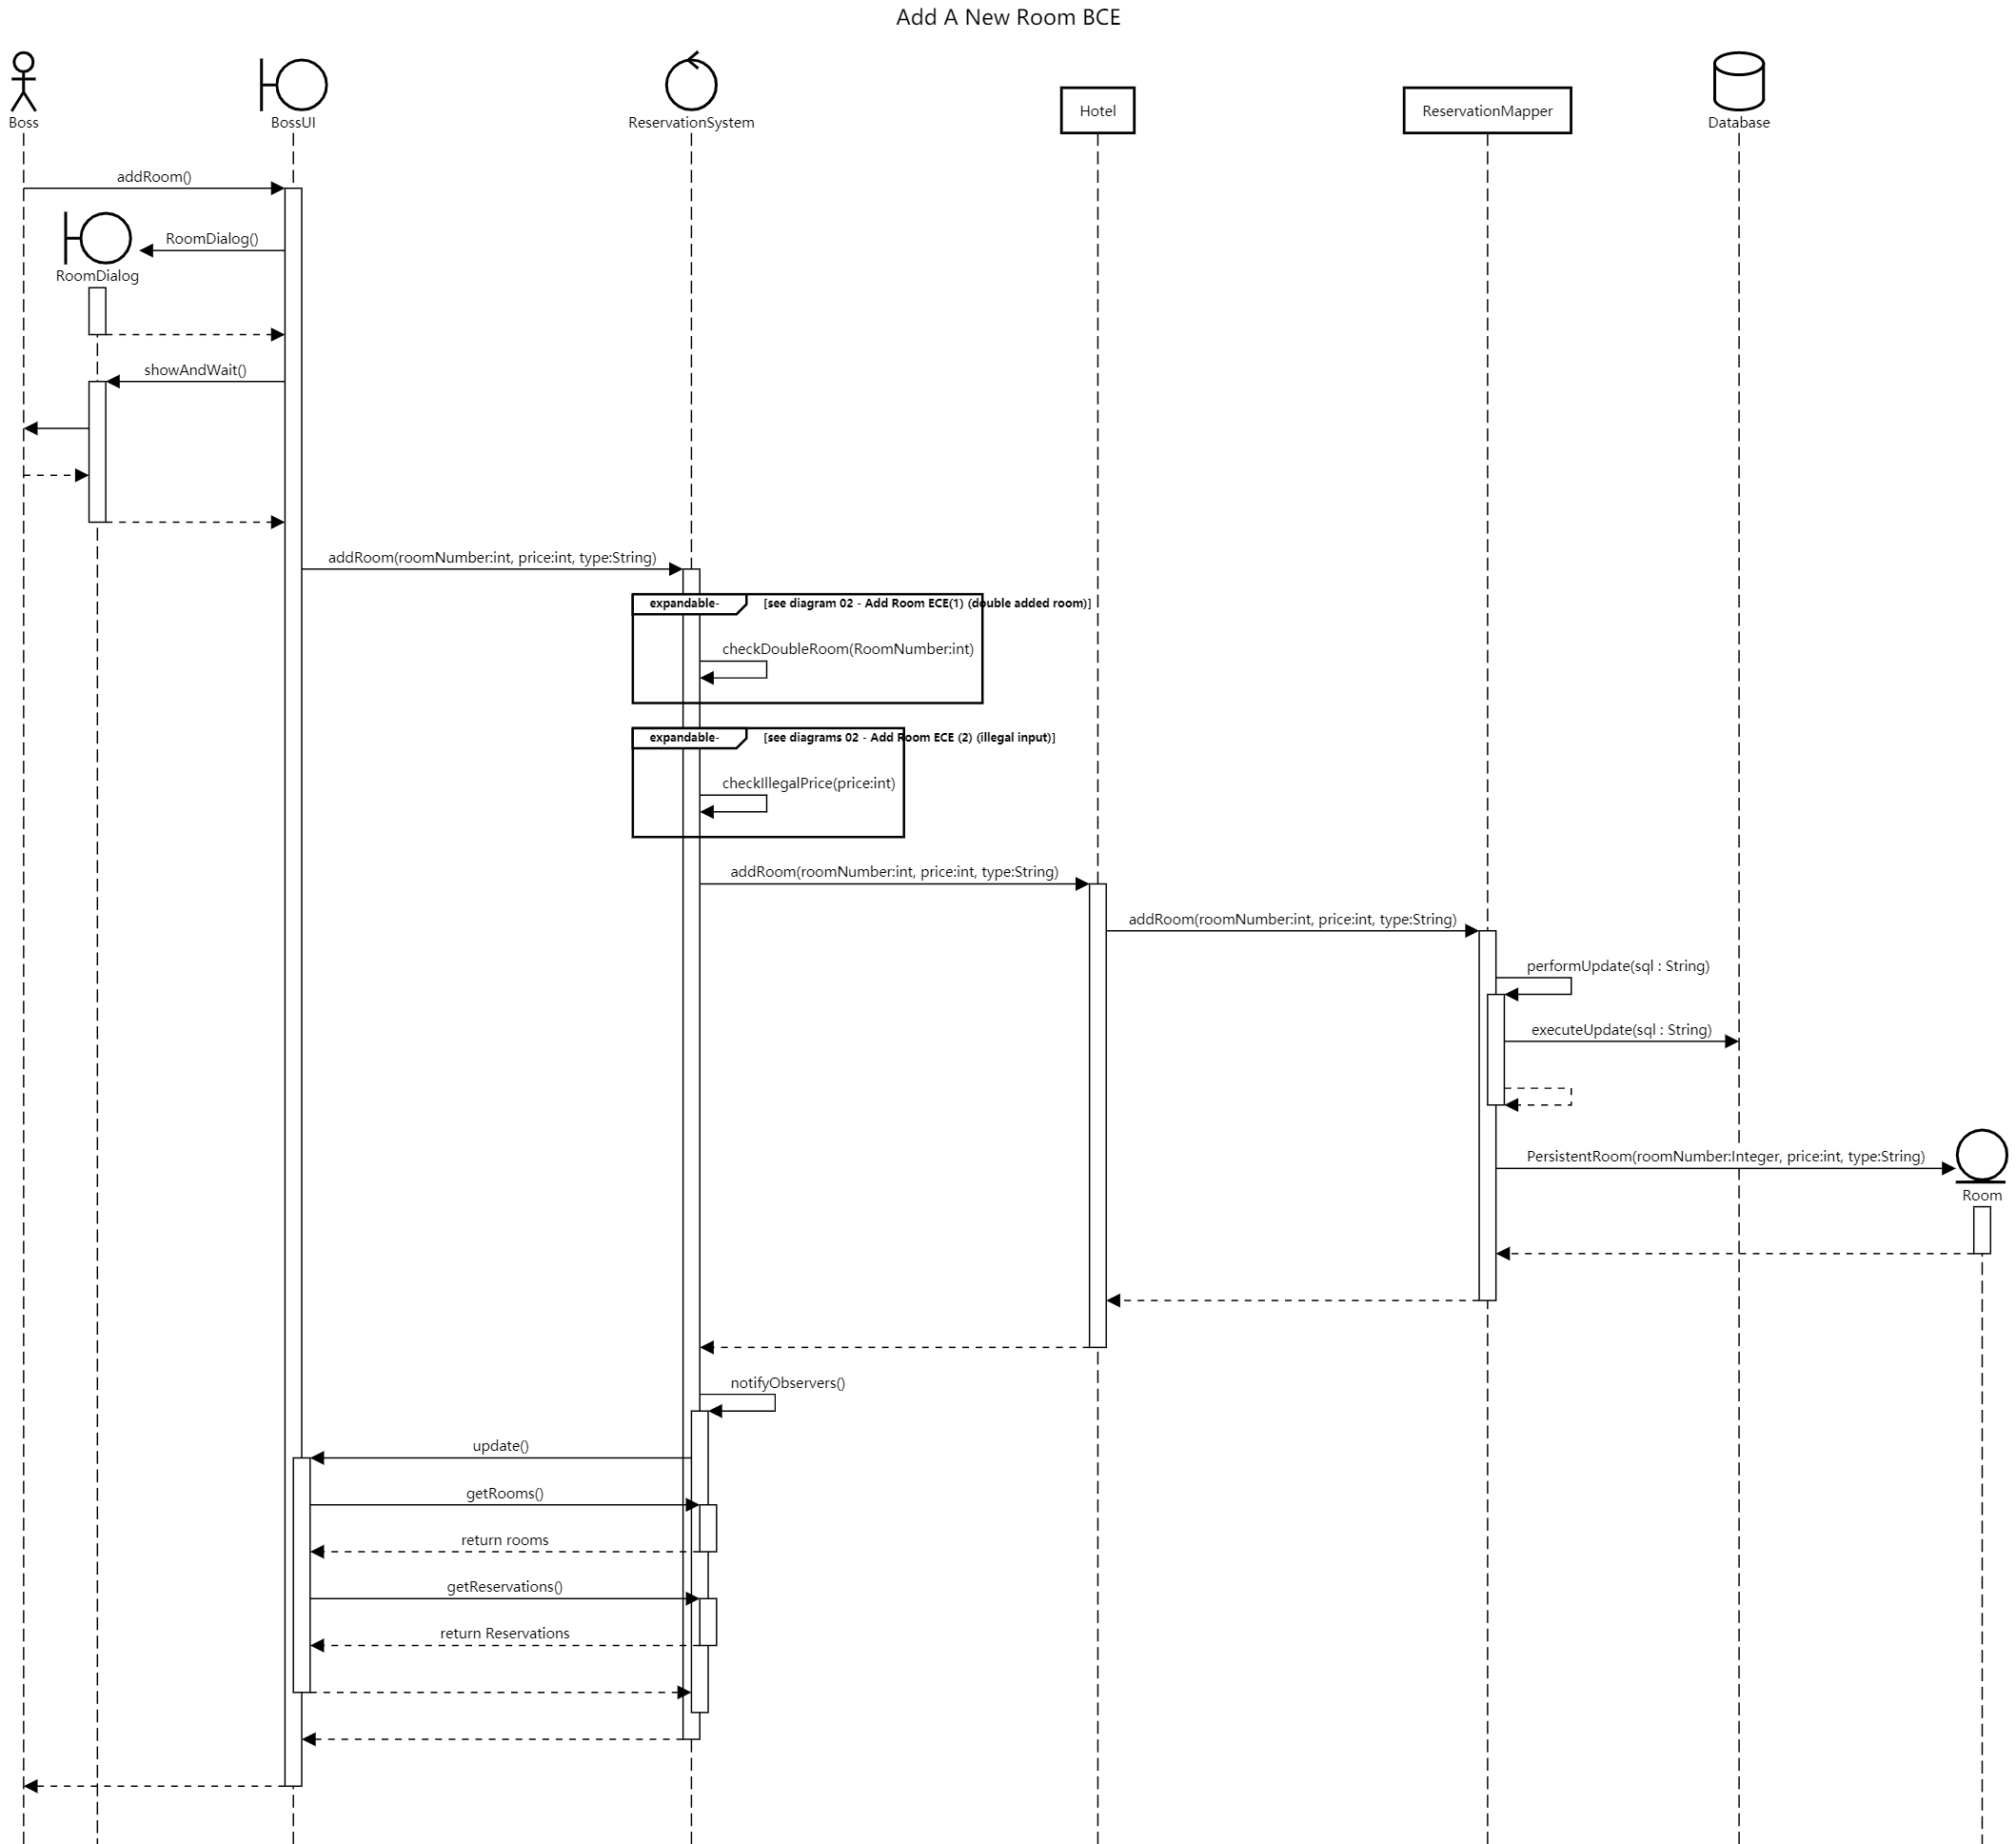 Add A New Room BCE
Boss
BossUI
ReservationSystem
Hotel
ReservationMapper
Database
addRoom()
RoomDialog()
RoomDialog
showAndWait()
addRoom(roomNumber:int, price:int, type:String)
expandable- [see diagram 02 - Add Room ECE(1) (double added room)]
checkDoubleRoom(RoomNumber:int)
expandable- [see diagrams 02 - Add Room ECE (2) (illegal input)]
checkIllegalPrice(price:int)
addRoom(roomNumber:int, price:int, type:String)
addRoom(roomNumber:int, price:int, type:String)
performUpdate(sql : String)
executeUpdate(sql : String)
PersistentRoom(roomNumber:Integer, price:int, type:String)
Room
notifyObservers()
update()
getRooms()
return rooms
getReservations()
return Reservations